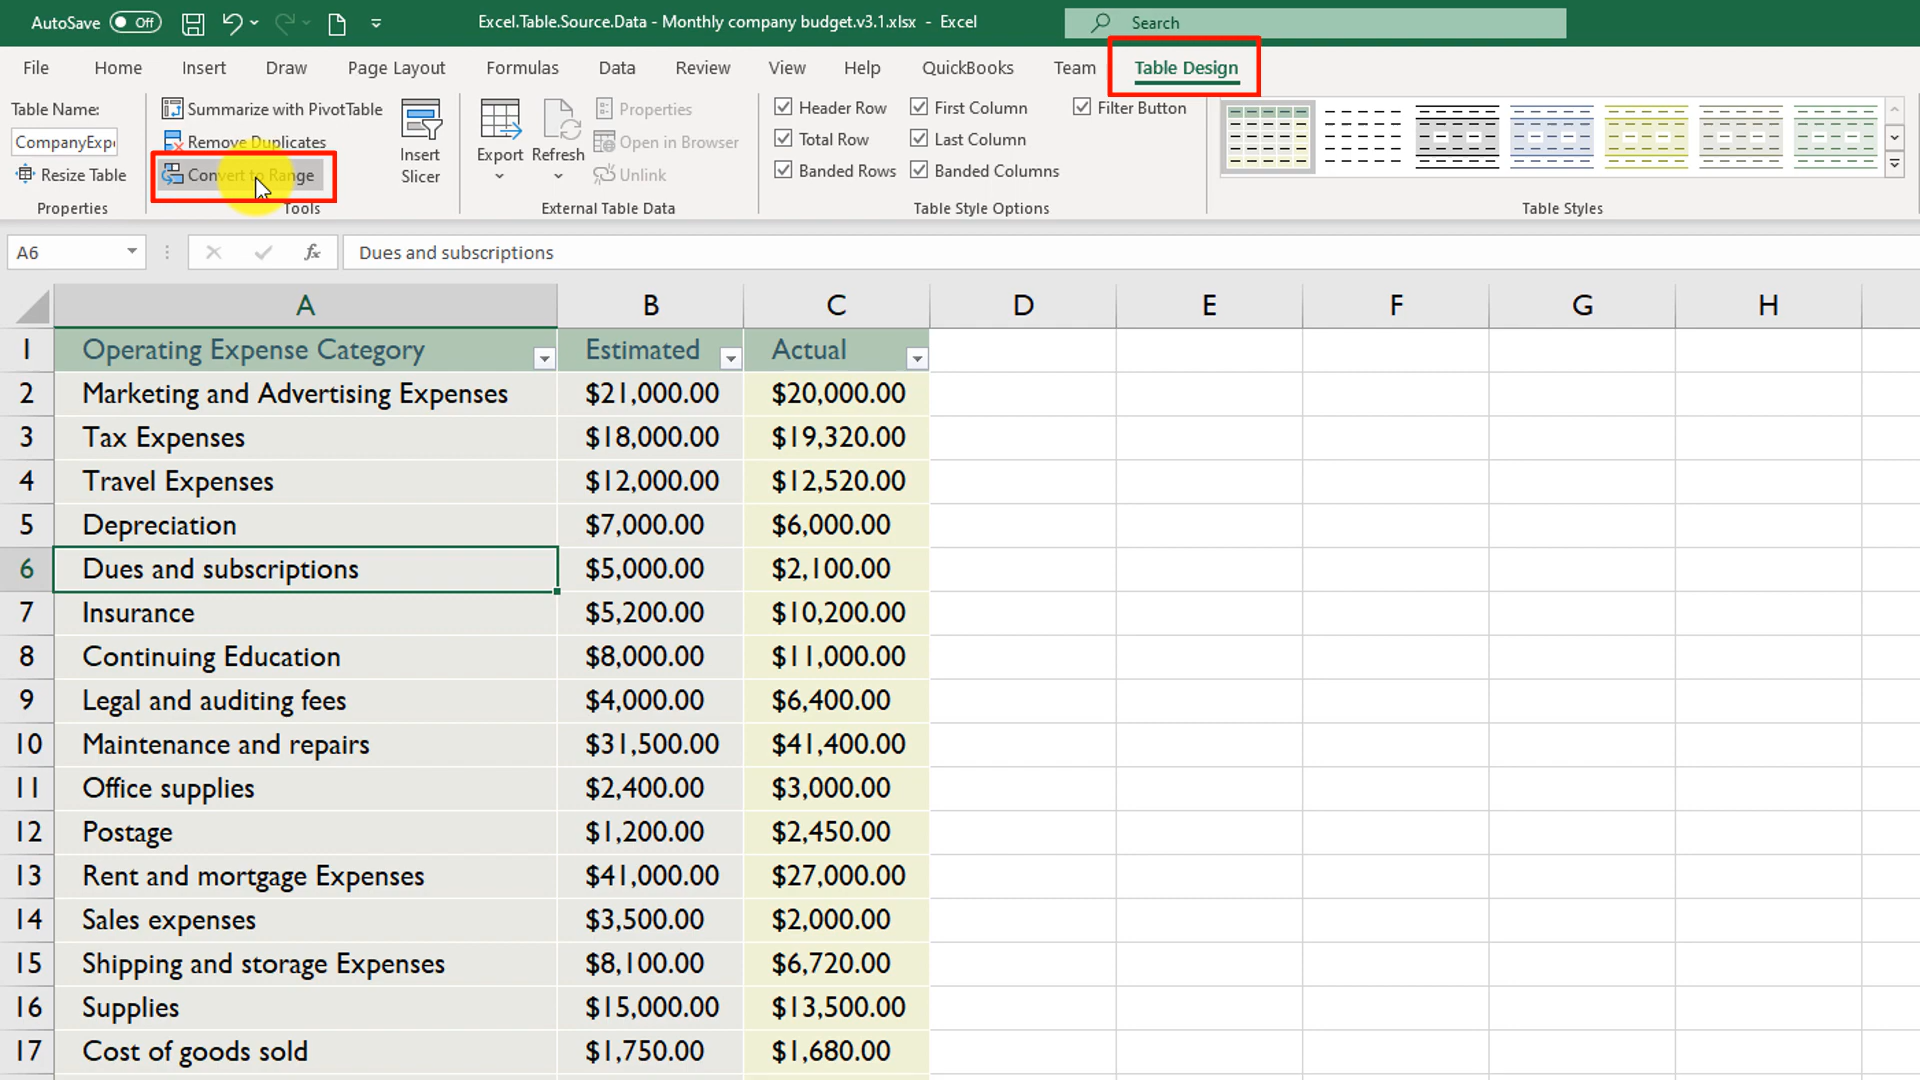 AutoSave Off Excel.Table.Source.Data - Monthly company budget.v3.1.xlsx - Excel Search
File Home Insert Draw Page Layout Formulas Data Review View Help QuickBooks Team Table Design
Table Name:
CompanyExp
Resize Table
Properties
Summarize with PivotTable
Remove Duplicates
Convert to Range
Tools
Insert
Slicer
Export
Refresh
Properties
Open in Browser
Unlink
External Table Data
Header Row First Column Filter Button
Total Row Last Column
Banded Rows Banded Columns
Table Style Options
Table Styles
A6 fx Dues and subscriptions
A B C D E F G H
1 Operating Expense Category Estimated Actual
2 Marketing and Advertising Expenses $21,000.00 $20,000.00
3 Tax Expenses $18,000.00 $19,320.00
4 Travel Expenses $12,000.00 $12,520.00
5 Depreciation $7,000.00 $6,000.00
6 Dues and subscriptions $5,000.00 $2,100.00
7 Insurance $5,200.00 $10,200.00
8 Continuing Education $8,000.00 $11,000.00
9 Legal and auditing fees $4,000.00 $6,400.00
10 Maintenance and repairs $31,500.00 $41,400.00
11 Office supplies $2,400.00 $3,000.00
12 Postage $1,200.00 $2,450.00
13 Rent and mortgage Expenses $41,000.00 $27,000.00
14 Sales expenses $3,500.00 $2,000.00
15 Shipping and storage Expenses $8,100.00 $6,720.00
16 Supplies $15,000.00 $13,500.00
17 Cost of goods sold $1,750.00 $1,680.00